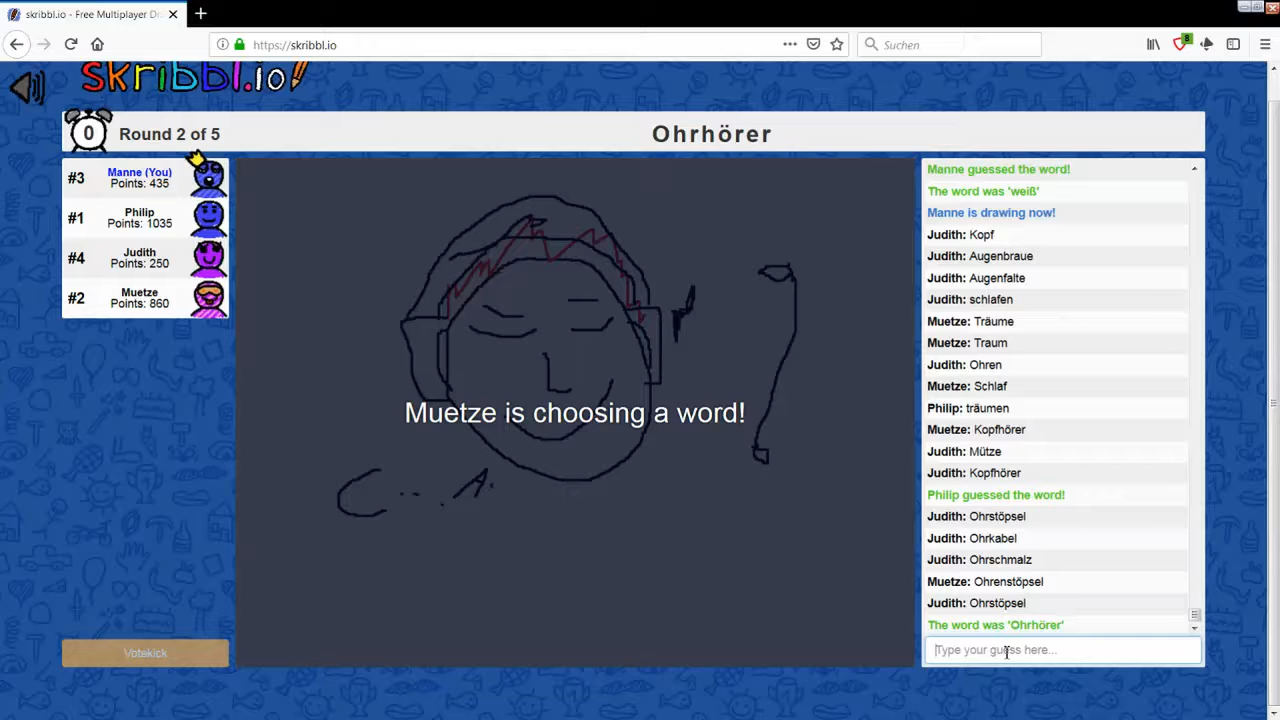 skribbl.io - Free Multiplayer Dr
https://skribbl.io
Suchen
8
skribbl.io!
0
Round 2 of 5
Ohrhörer
#3
Manne (You)
Points: 435
#1
Philip
Points: 1035
#4
Judith
Points: 250
#2
Muetze
Points: 860
Votekick
Muetze is choosing a word!
Manne guessed the word!
The word was 'weiß'
Manne is drawing now!
Judith: Kopf
Judith: Augenbraue
Judith: Augenfalte
Judith: schlafen
Muetze: Träume
Muetze: Traum
Judith: Ohren
Muetze: Schlaf
Philip: träumen
Muetze: Kopfhörer
Judith: Mütze
Judith: Kopfhörer
Philip guessed the word!
Judith: Ohrstöpsel
Judith: Ohrkabel
Judith: Ohrschmalz
Muetze: Ohrenstöpsel
Judith: Ohrstöpsel
The word was 'Ohrhörer'
Type your guess here...